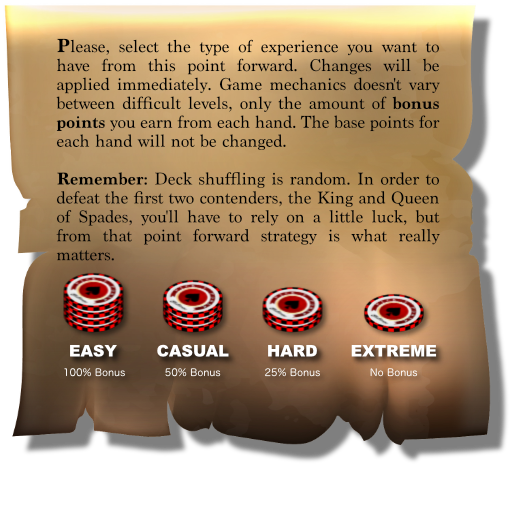 Please, select the type of experience you want to
have from this point forward. Changes will be
applied immediately. Game mechanics doesn't vary
between difficult levels, only the amount of bonus
points you earn from each hand. The base points for
each hand will not be changed.
Remember: Deck shuffling is random. In order to
defeat the first two contenders, the King and Queen
of Spades, you'll have to rely on a little luck, but
from that point forward strategy is what really
matters.
EASY CASUAL HARD EXTREME
100% Bonus 50% Bonus 25% Bonus No Bonus